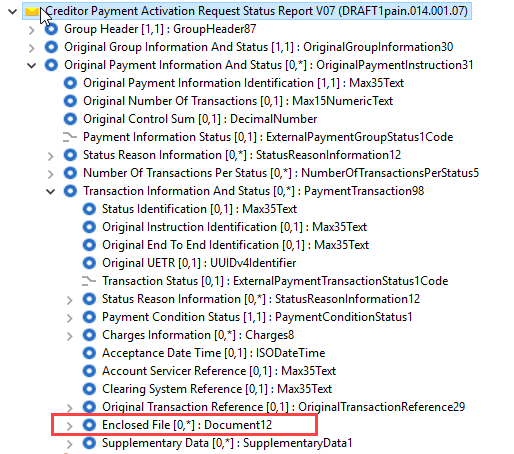 Creditor Payment Activation Request Status Report V07 (DRAFT1pain.014.001.07)
Group Header [1,1] : GroupHeader87
Original Group Information And Status [1,1] : OriginalGroupInformation30
Original Payment Information And Status [0,*] : OriginalPaymentInstruction31
Original Payment Information Identification [1,1] : Max35Text
Original Number Of Transactions [0,1] : Max15NumericText
Original Control Sum [0,1] : DecimalNumber
Payment Information Status [0,1] : ExternalPaymentGroupStatus1Code
Status Reason Information [0,*] : StatusReasonInformation12
Number Of Transactions Per Status [0,*] : NumberOfTransactionsPerStatus5
Transaction Information And Status [0,*] : PaymentTransaction98
Status Identification [0,1] : Max35Text
Original Instruction Identification [0,1] : Max35Text
Original End To End Identification [0,1] : Max35Text
Original UETR [0,1] : UUIDv4Identifier
Transaction Status [0,1] : ExternalPaymentTransactionStatus1Code
Status Reason Information [0,*] : StatusReasonInformation12
Payment Condition Status [1,1] : PaymentConditionStatus1
Charges Information [0,*] : Charges8
Acceptance Date Time [0,1] : ISODateTime
Account Servicer Reference [0,1] : Max35Text
Clearing System Reference [0,1] : Max35Text
Original Transaction Reference [0,1] : OriginalTransactionReference29
Enclosed File [0,*] : Document12
Supplementary Data [0,*] : SupplementaryData1